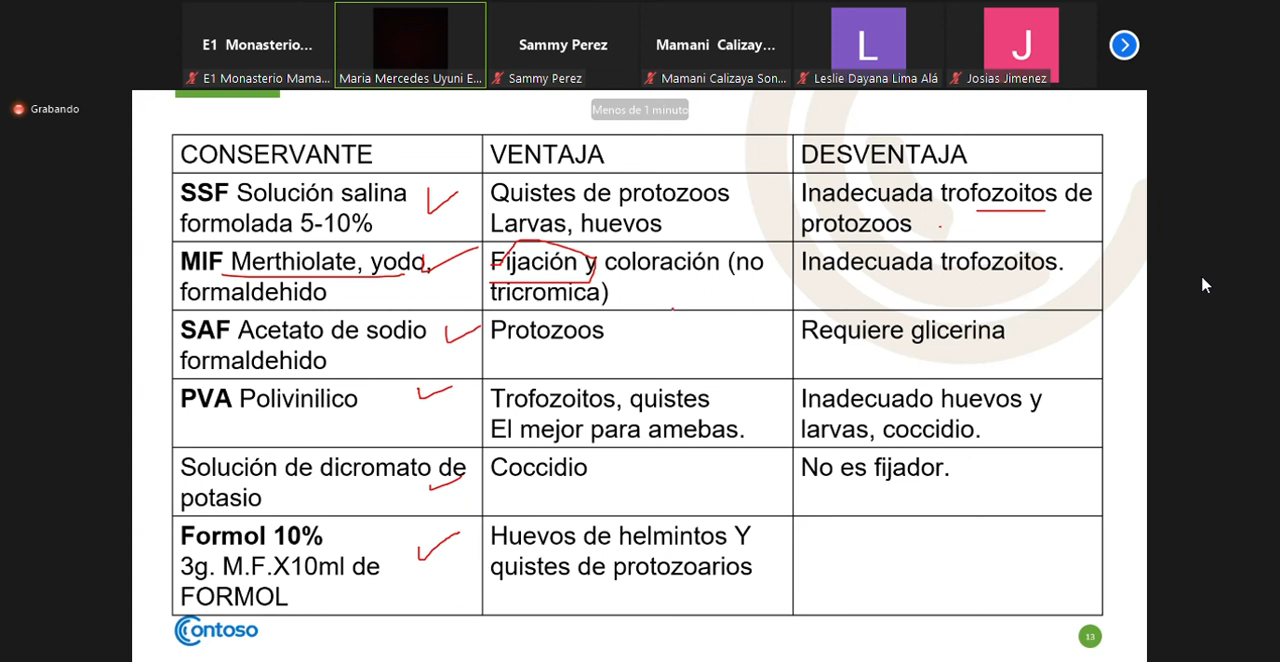 E1 Monasterio...
Sammy Perez
Mamani Calizay...
L
J
E1 Monasterio Mama...
Maria Mercedes Uyuni E...
Sammy Perez
Mamani Calizaya Son...
Leslie Dayana Lima Alá
Josias Jimenez
Grabando
Menos de 1 minuto
CONSERVANTE
VENTAJA
DESVENTAJA
SSF Solución salina
formolada 5-10%
Quistes de protozoos
Larvas, huevos
Inadecuada trofozoitos de
protozoos
MIF Merthiolate, yodo,
formaldehido
Fijación y coloración (no
tricromica)
Inadecuada trofozoitos.
SAF Acetato de sodio
formaldehido
Protozoos
Requiere glicerina
PVA Polivinilico
Trofozoitos, quistes
El mejor para amebas.
Inadecuado huevos y
larvas, coccidio.
Solución de dicromato de
potasio
Coccidio
No es fijador.
Formol 10%
3g. M.F.X10ml de
FORMOL
Huevos de helmintos Y
quistes de protozoarios
Contoso
13